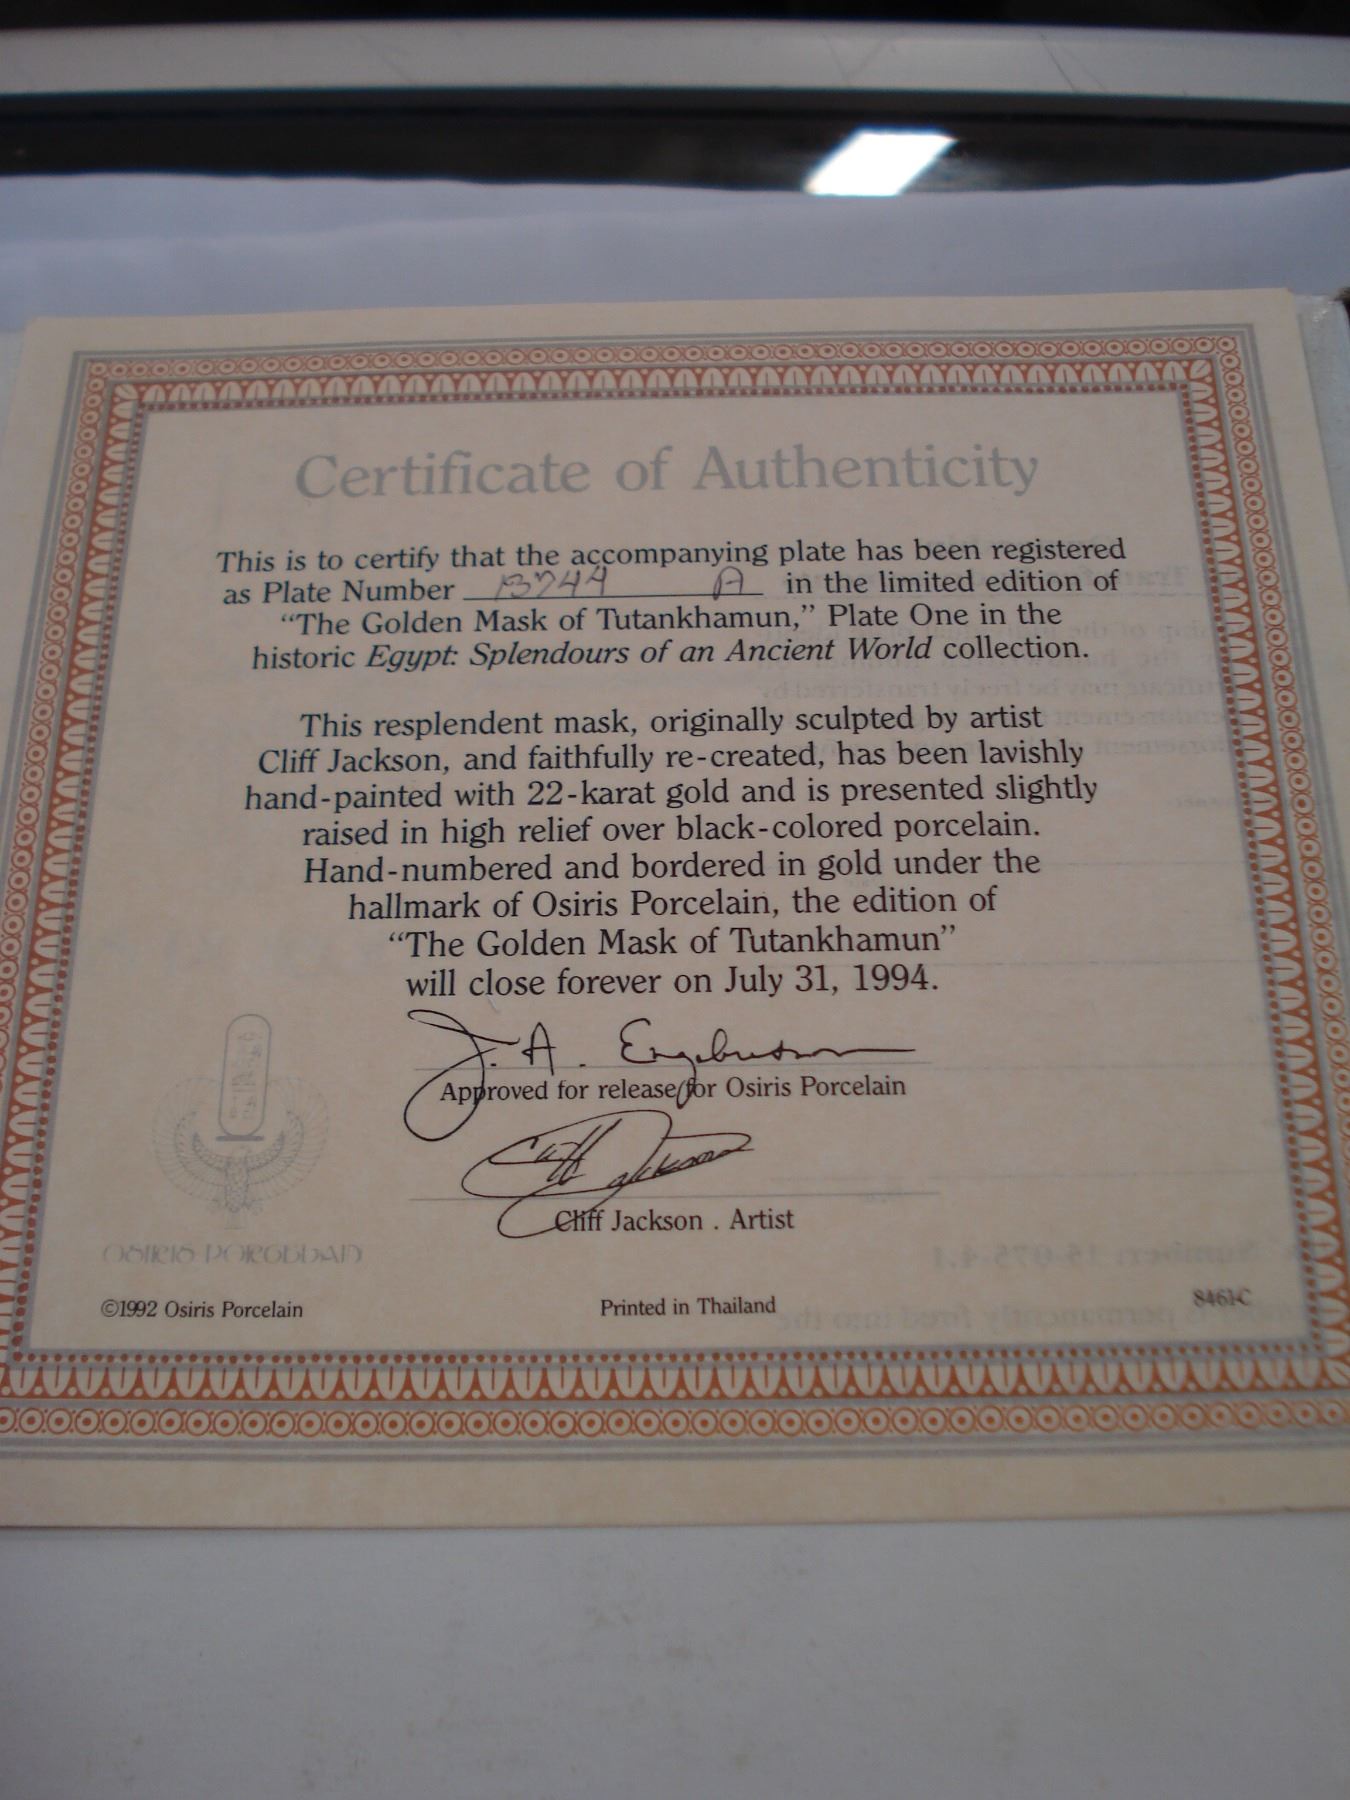 Certificate of Authenticity
This is to certify that the accompanying plate has been registered
as Plate Number 13744 A in the limited edition of
“The Golden Mask of Tutankhamun,” Plate One in the
historic Egypt: Splendours of an Ancient World collection.
This resplendent mask, originally sculpted by artist
Cliff Jackson, and faithfully re-created, has been lavishly
hand-painted with 22-karat gold and is presented slightly
raised in high relief over black-colored porcelain.
Hand-numbered and bordered in gold under the
hallmark of Osiris Porcelain, the edition of
“The Golden Mask of Tutankhamun”
will close forever on July 31, 1994.
J. A. Engebretson
Approved for release for Osiris Porcelain
Cliff Jackson
Cliff Jackson . Artist
OSIRIS PORCELAIN
©1992 Osiris Porcelain
Printed in Thailand
8461-C